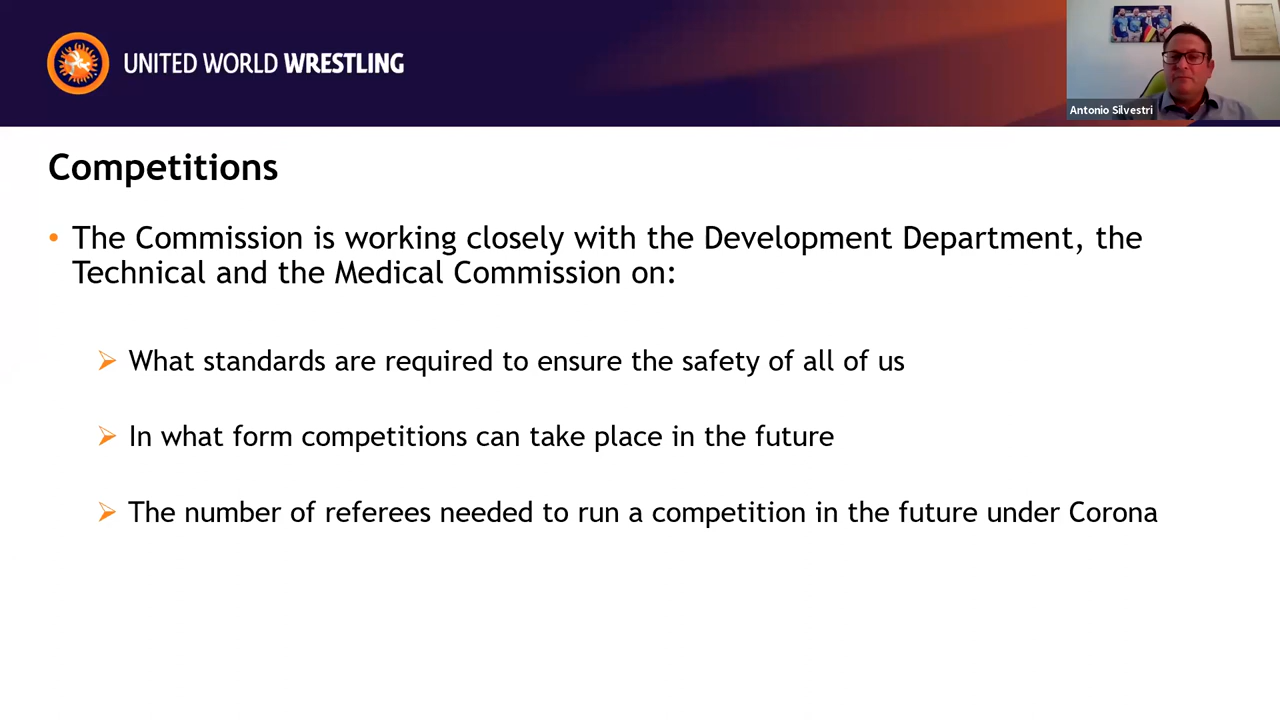 UNITED WORLD WRESTLING
Antonio Silvestri
Competitions
• The Commission is working closely with the Development Department, the
Technical and the Medical Commission on:
➢ What standards are required to ensure the safety of all of us
➢ In what form competitions can take place in the future
➢ The number of referees needed to run a competition in the future under Corona